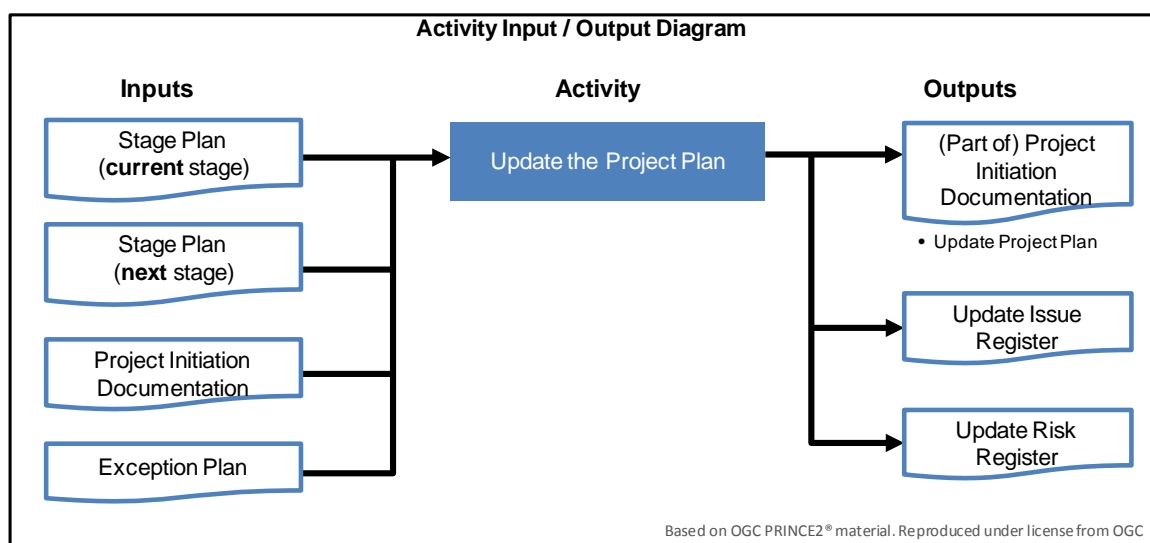 Activity Input / Output Diagram
Inputs
Activity
Outputs
Stage Plan
(current stage)
Stage Plan
(next stage)
Project Initiation
Documentation
Exception Plan
Update the Project Plan
(Part of) Project
Initiation
Documentation
• Update Project Plan
Update Issue
Register
Update Risk
Register
Based on OGC PRINCE2® material. Reproduced under license from OGC